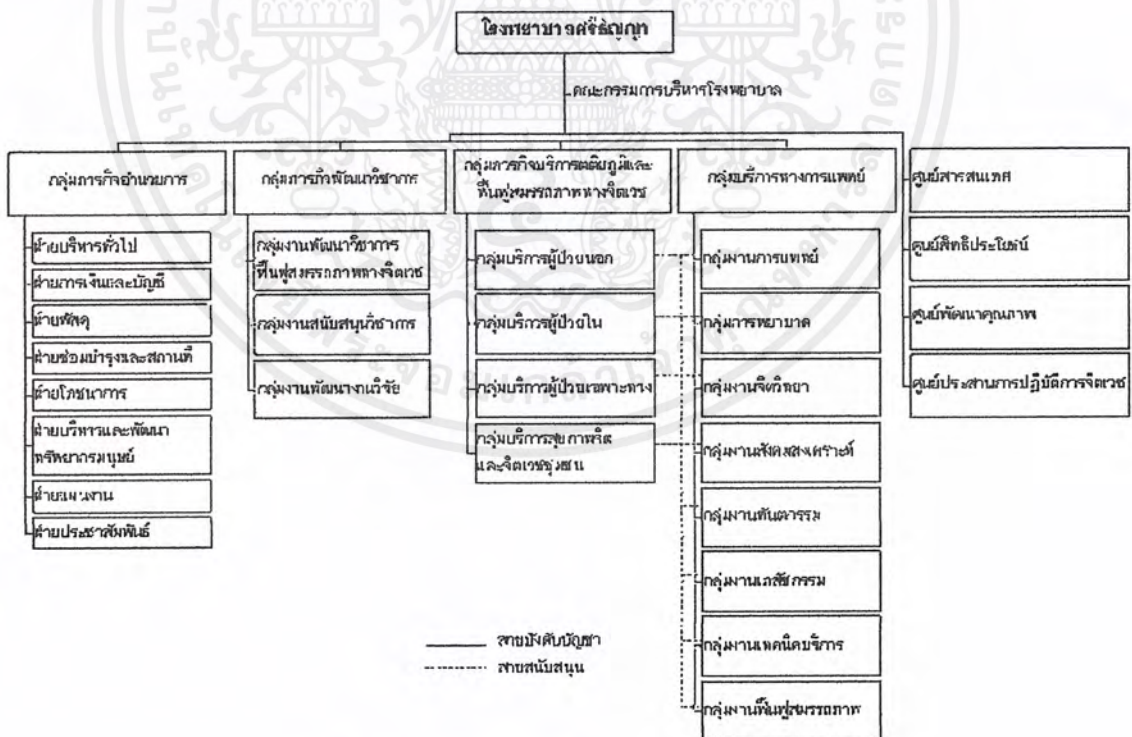 โรงพยาบาลศรีธัญญา
คณะกรรมการบริหารโรงพยาบาล
กลุ่มภารกิจอำนวยการ
ฝ่ายบริหารทั่วไป
ฝ่ายการเงินและบัญชี
ฝ่ายพัสดุ
ฝ่ายซ่อมบำรุงและสถานที่
ฝ่ายโภชนาการ
ฝ่ายบริหารและพัฒนา
ทรัพยากรมนุษย์
ฝ่ายแผนงาน
ฝ่ายประชาสัมพันธ์
กลุ่มภารกิจพัฒนาวิชาการ
กลุ่มงานพัฒนาวิชาการ
ฟื้นฟูสมรรถภาพทางจิตเวช
กลุ่มงานสนับสนุนวิชาการ
กลุ่มงานพัฒนางานวิจัย
กลุ่มภารกิจบริการตติยภูมิและ
ฟื้นฟูสมรรถภาพทางจิตเวช
กลุ่มบริการผู้ป่วยนอก
กลุ่มบริการผู้ป่วยใน
กลุ่มบริการผู้ป่วยเฉพาะทาง
กลุ่มบริการสุขภาพจิต
และจิตเวชชุมชน
กลุ่มบริการทางการแพทย์
กลุ่มงานการแพทย์
กลุ่มการพยาบาล
กลุ่มงานจิตวิทยา
กลุ่มงานสังคมสงเคราะห์
กลุ่มงานทันตกรรม
กลุ่มงานเภสัชกรรม
กลุ่มงานเทคนิคบริการ
กลุ่มงานฟื้นฟูสมรรถภาพ
ศูนย์สารสนเทศ
ศูนย์สิทธิประโยชน์
ศูนย์พัฒนาคุณภาพ
ศูนย์ประสานการปฏิบัติการจิตเวช
สายบังคับบัญชา
สายสนับสนุน